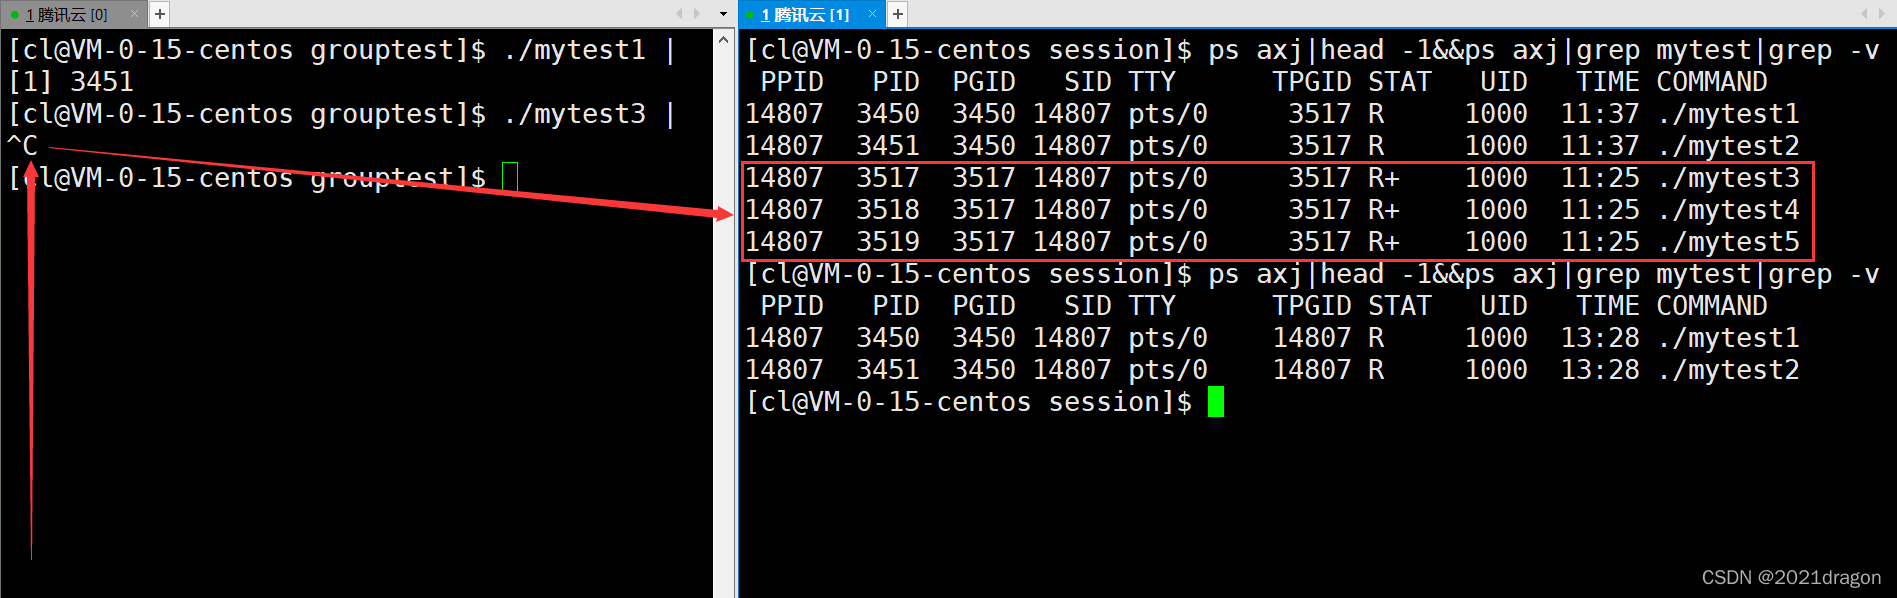 1 腾讯云 [0]
[cl@VM-0-15-centos grouptest]$ ./mytest1 |
[1] 3451
[cl@VM-0-15-centos grouptest]$ ./mytest3 |
^C
[cl@VM-0-15-centos grouptest]$
1 腾讯云 [1]
[cl@VM-0-15-centos session]$ ps axj|head -1&&ps axj|grep mytest|grep -v
PPID PID PGID SID TTY TPGID STAT UID TIME COMMAND
14807 3450 3450 14807 pts/0 3517 R 1000 11:37 ./mytest1
14807 3451 3450 14807 pts/0 3517 R 1000 11:37 ./mytest2
14807 3517 3517 14807 pts/0 3517 R+ 1000 11:25 ./mytest3
14807 3518 3517 14807 pts/0 3517 R+ 1000 11:25 ./mytest4
14807 3519 3517 14807 pts/0 3517 R+ 1000 11:25 ./mytest5
[cl@VM-0-15-centos session]$ ps axj|head -1&&ps axj|grep mytest|grep -v
PPID PID PGID SID TTY TPGID STAT UID TIME COMMAND
14807 3450 3450 14807 pts/0 14807 R 1000 13:28 ./mytest1
14807 3451 3450 14807 pts/0 14807 R 1000 13:28 ./mytest2
[cl@VM-0-15-centos session]$
CSDN @2021dragon